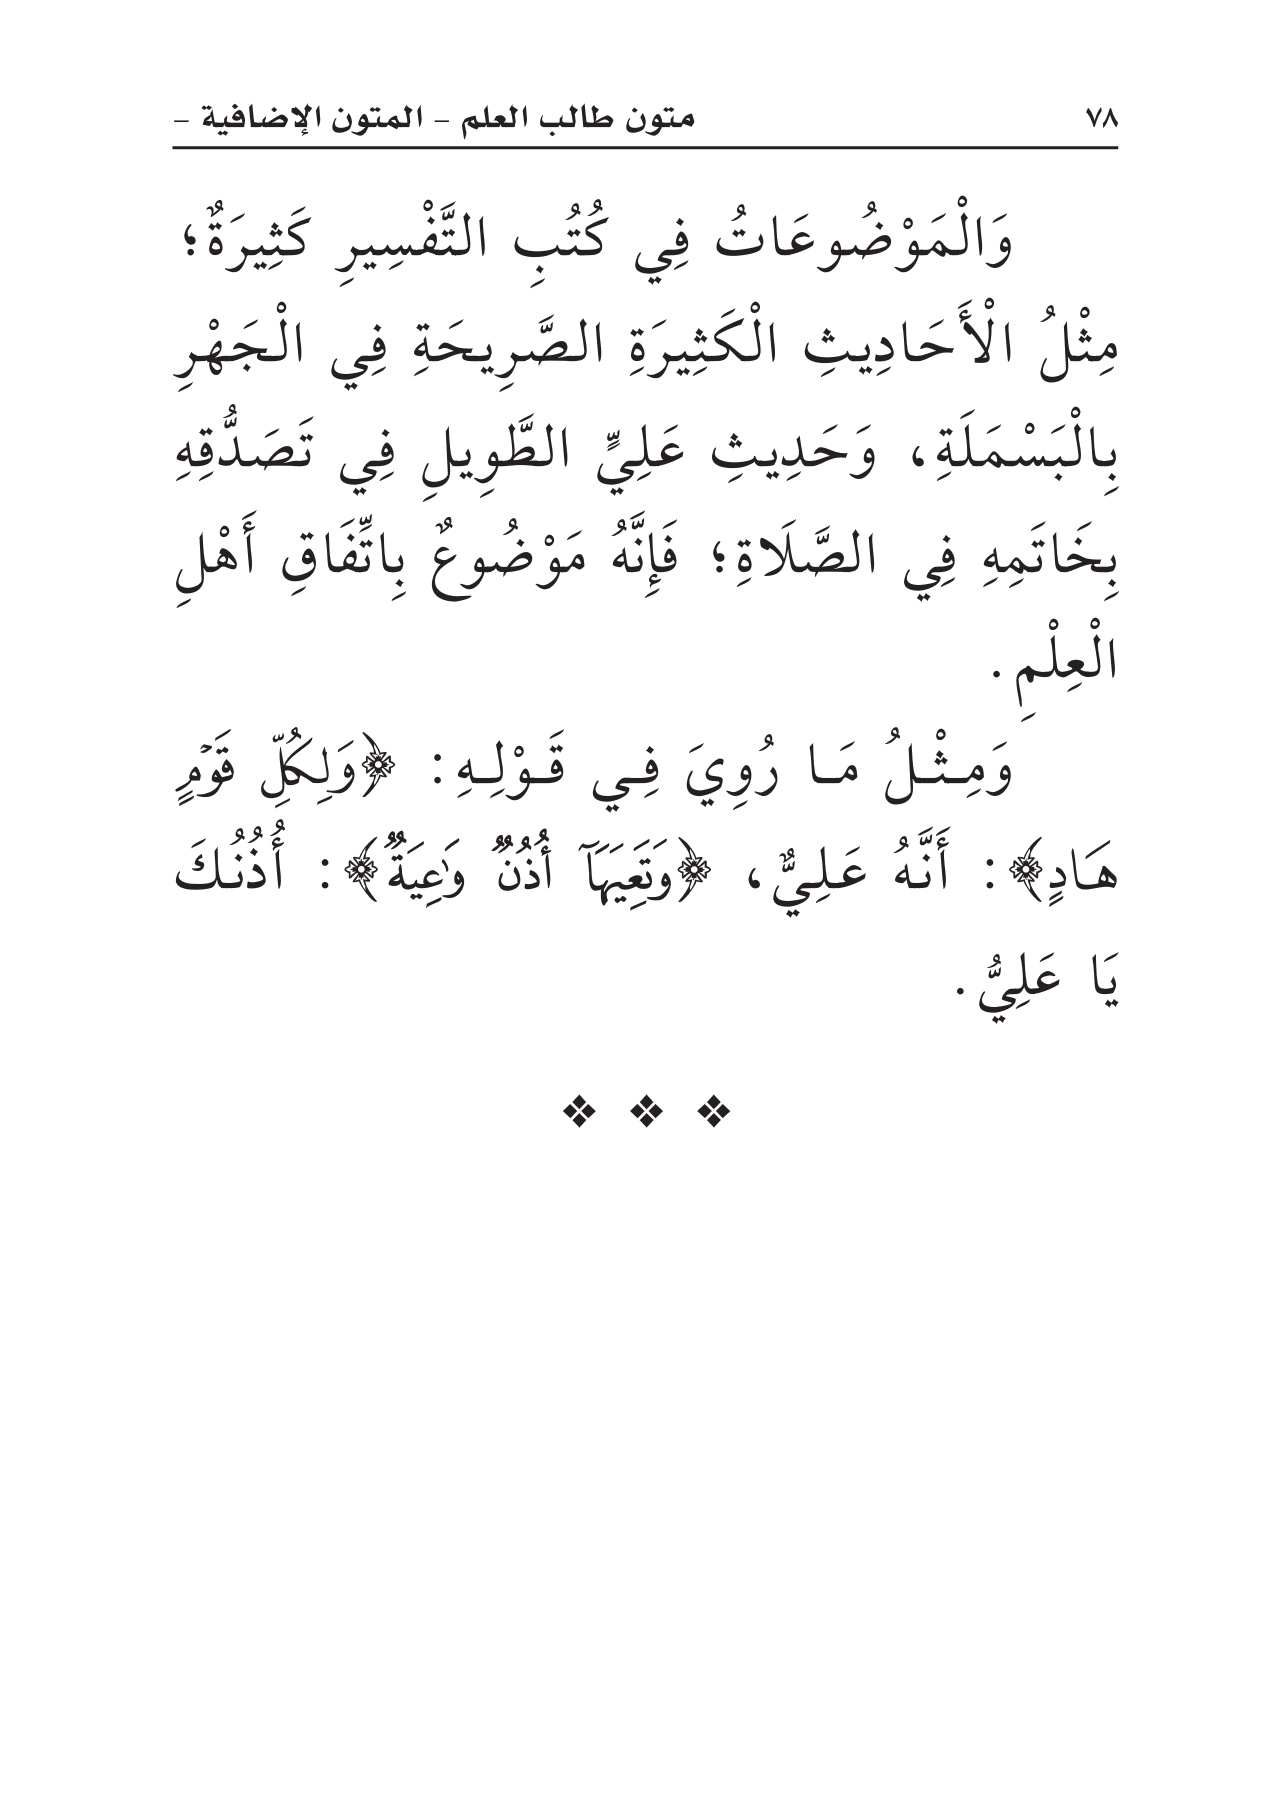 ٧٨ متون طالب العلم – المتون الإضافية –
وَالْمَوْضُوعَاتُ فِي كُتُبِ التَّفْسِيرِ كَثِيرَةٌ؛
مِثْلُ الْأَحَادِيثِ الْكَثِيرَةِ الصَّرِيحَةِ فِي الْجَهْرِ
بِالْبَسْمَلَةِ، وَحَدِيثِ عَلِيٍّ الطَّوِيلِ فِي تَصَدُّقِهِ
بِخَاتَمِهِ فِي الصَّلَاةِ؛ فَإِنَّهُ مَوْضُوعٌ بِاتِّفَاقِ أَهْلِ
الْعِلْمِ.
وَمِثْلُ مَا رُوِيَ فِي قَوْلِهِ: ﴿وَلِكُلِّ قَوْمٍ
هَادٍ﴾: أَنَّهُ عَلِيٌّ، ﴿وَتَعِيَهَآ أُذُنٌ وَٰعِيَةٌ﴾: أُذُنُكَ
يَا عَلِيُّ.
❖ ❖ ❖